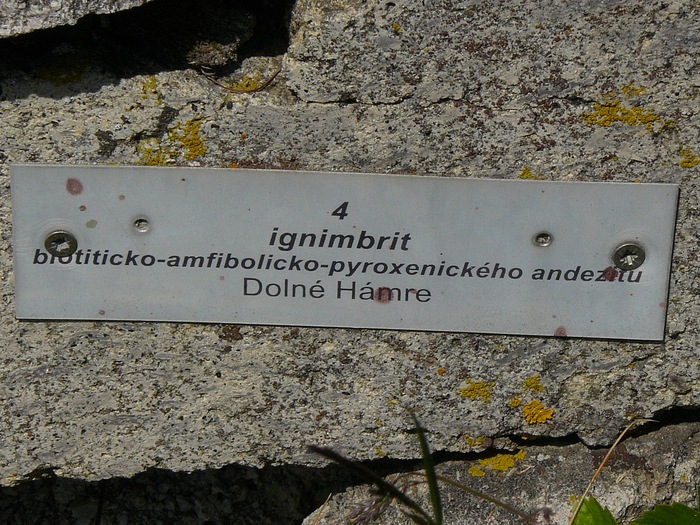 4
ignimbrit
biotiticko-amfibolicko-pyroxenického andezitu
Dolné Hámre